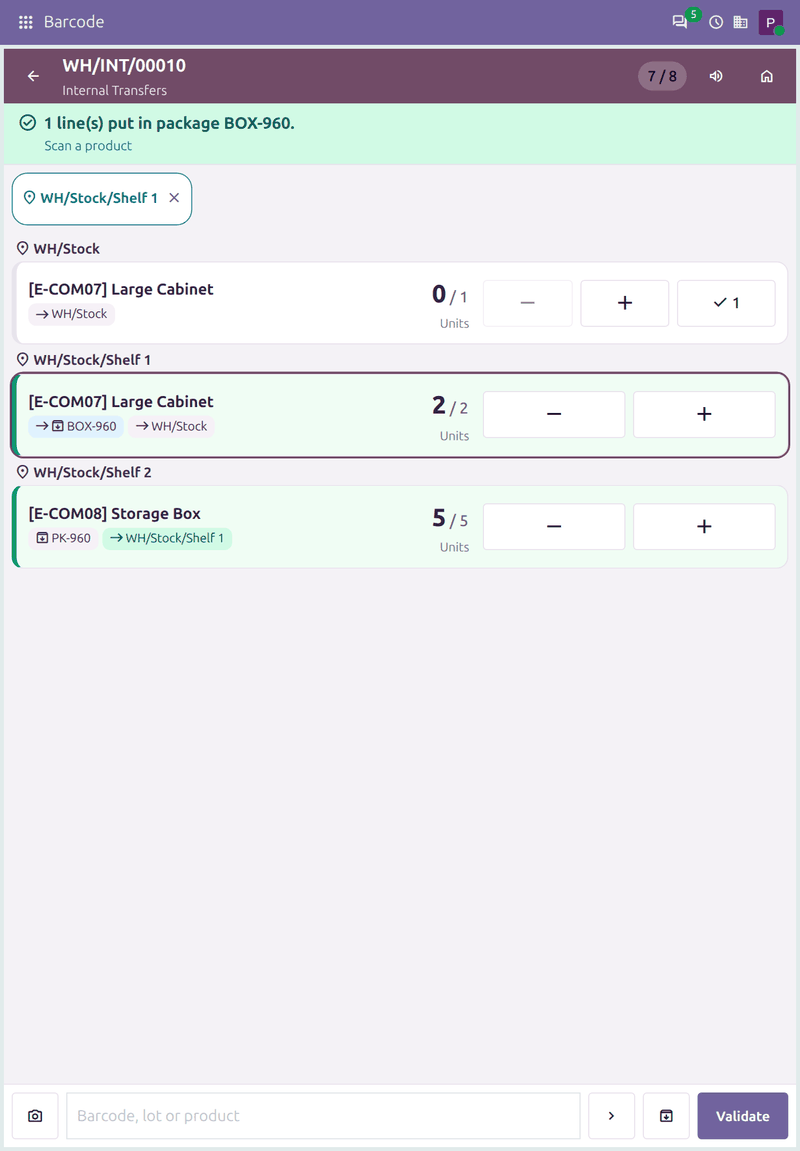 Barcode
5
P
WH/INT/00010
Internal Transfers
7 / 8
1 line(s) put in package BOX-960.
Scan a product
WH/Stock/Shelf 1
WH/Stock
[E-COM07] Large Cabinet
0 / 1
1
WH/Stock
Units
WH/Stock/Shelf 1
[E-COM07] Large Cabinet
2 / 2
BOX-960 WH/Stock
Units
WH/Stock/Shelf 2
[E-COM08] Storage Box
5 / 5
PK-960 WH/Stock/Shelf 1
Units
Barcode, lot or product
Validate